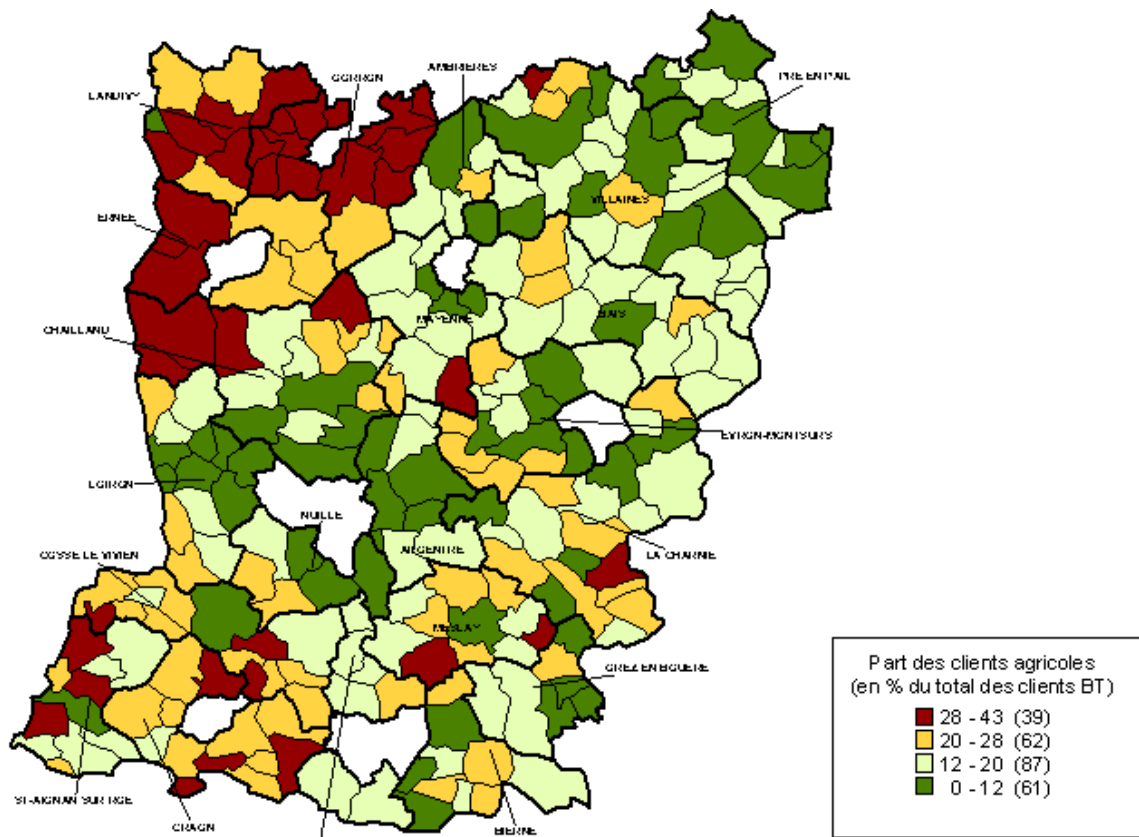 GORRON
AMBRIERES
PRE EN PAIL
LANDIVY
VILLAINES
ERNEE
BAIS
MAYENNE
CHAILLAND
EVRON-MONTSURS
LOIRON
NUILLE
ARGENTRE
LA CHARNIE
COSSE LE VIVIEN
MESLAY
GREZ EN BOUERE
Part des clients agricoles
(en % du total des clients BT)
28 - 43 (39)
20 - 28 (62)
12 - 20 (87)
0 - 12 (61)
ST-AIGNAN SUR ROE
CRAON
BIERNE